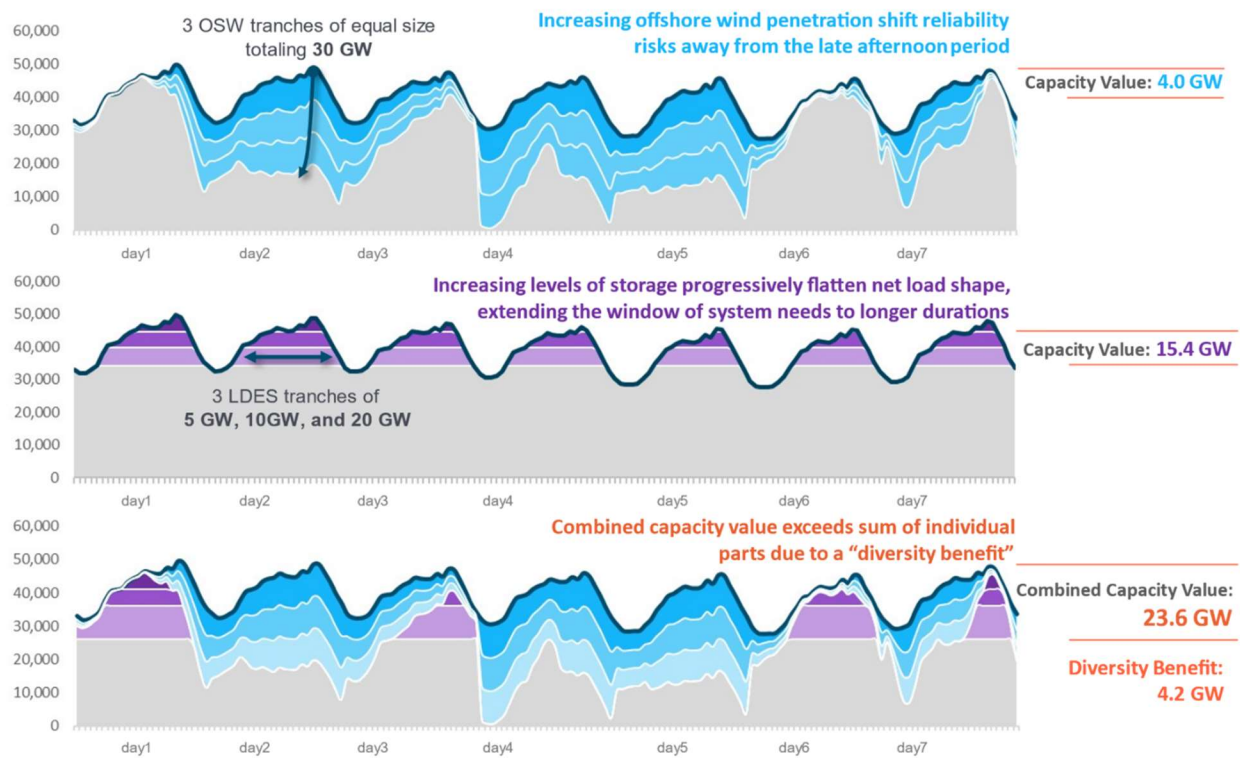 60,000
50,000
40,000
30,000
20,000
10,000
0
3 OSW tranches of equal size
totaling 30 GW
Increasing offshore wind penetration shift reliability
risks away from the late afternoon period
Capacity Value: 4.0 GW
day1 day2 day3 day4 day5 day6 day7
60,000
50,000
40,000
30,000
20,000
10,000
0
Increasing levels of storage progressively flatten net load shape,
extending the window of system needs to longer durations
3 LDES tranches of
5 GW, 10GW, and 20 GW
Capacity Value: 15.4 GW
day1 day2 day3 day4 day5 day6 day7
60,000
50,000
40,000
30,000
20,000
10,000
0
Combined capacity value exceeds sum of individual
parts due to a “diversity benefit”
Combined Capacity Value:
23.6 GW
Diversity Benefit:
4.2 GW
day1 day2 day3 day4 day5 day6 day7